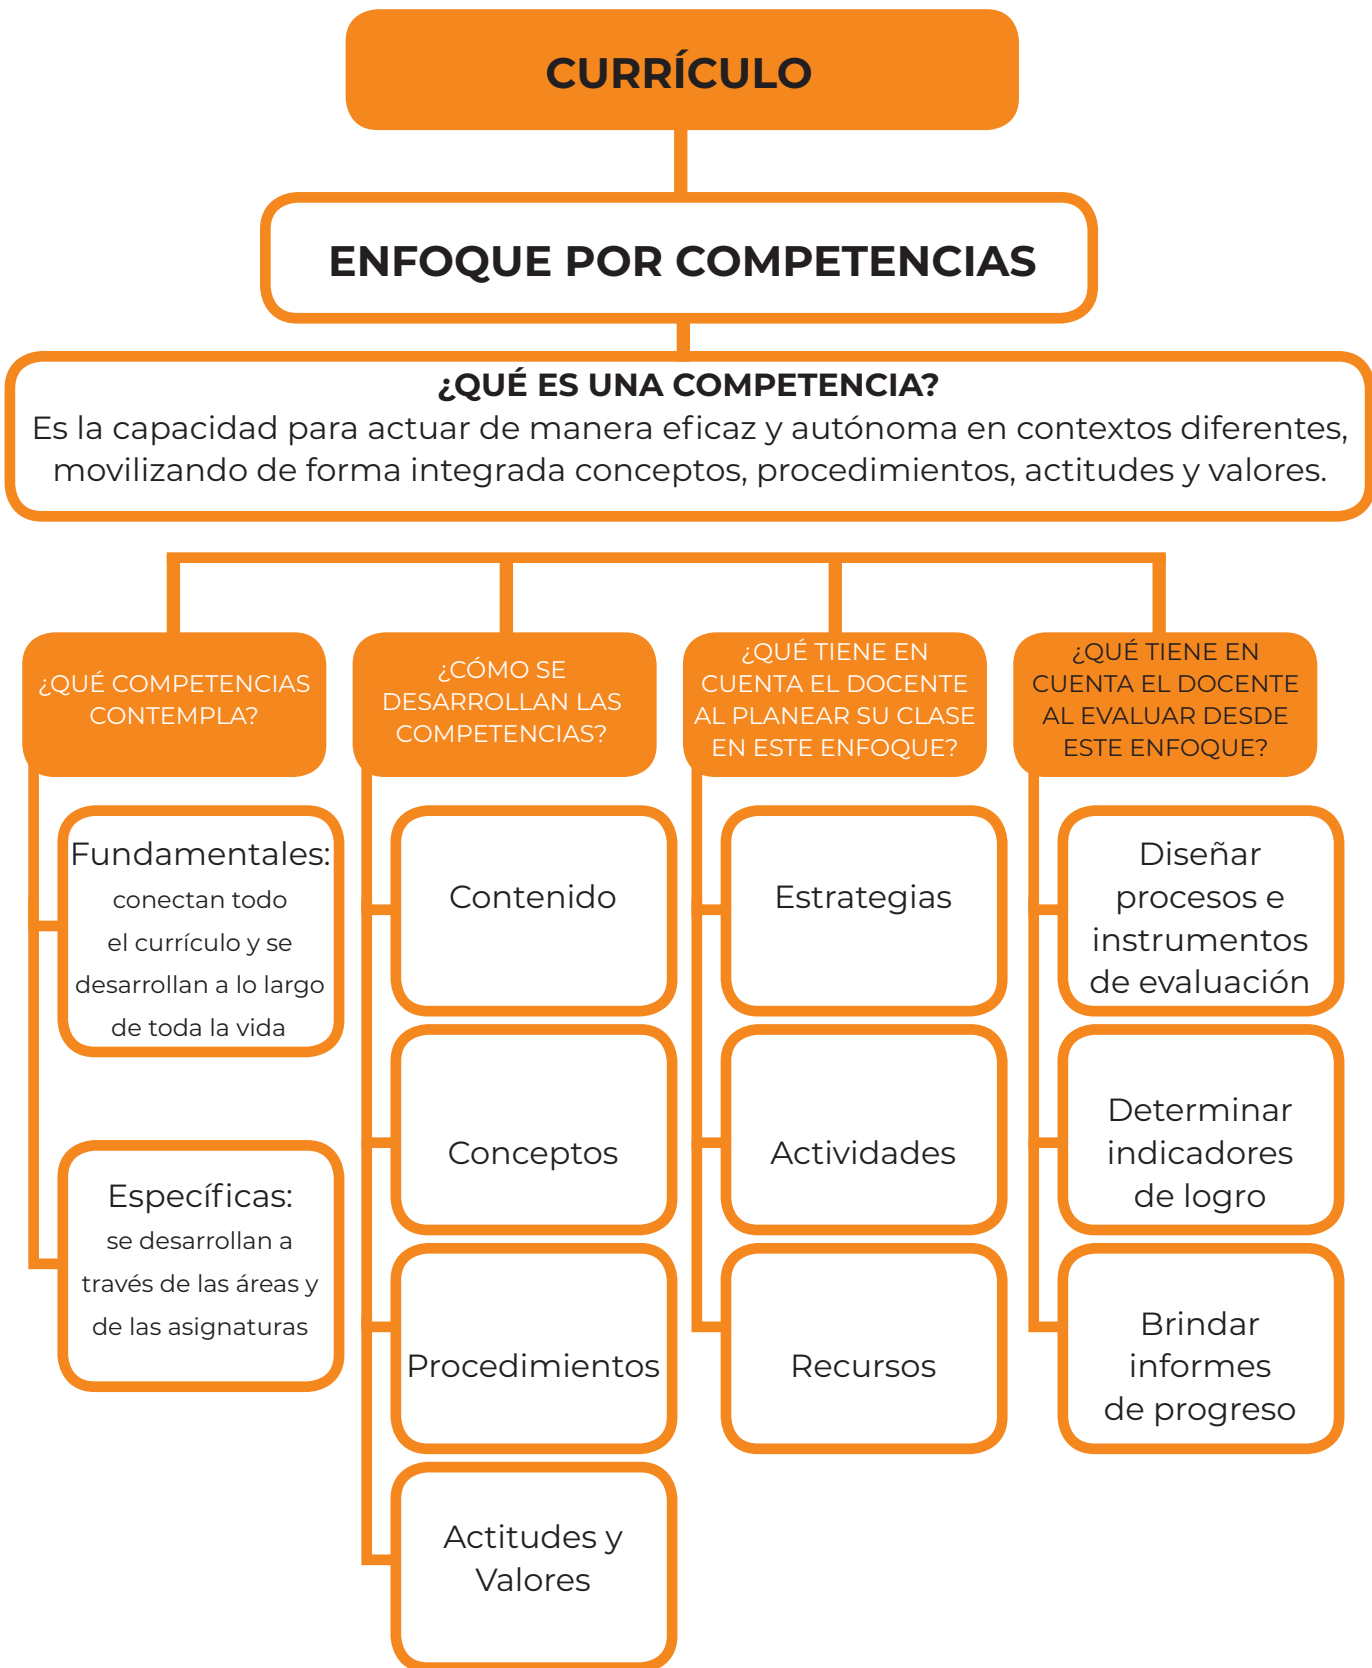 CURRÍCULO
ENFOQUE POR COMPETENCIAS
¿QUÉ ES UNA COMPETENCIA?
Es la capacidad para actuar de manera eficaz y autónoma en contextos diferentes,
movilizando de forma integrada conceptos, procedimientos, actitudes y valores.
¿QUÉ COMPETENCIAS
CONTEMPLA?
Fundamentales:
conectan todo
el currículo y se
desarrollan a lo largo
de toda la vida
Específicas:
se desarrollan a
través de las áreas y
de las asignaturas
¿CÓMO SE
DESARROLLAN LAS
COMPETENCIAS?
Contenido
Conceptos
Procedimientos
Actitudes y
Valores
¿QUÉ TIENE EN
CUENTA EL DOCENTE
AL PLANEAR SU CLASE
EN ESTE ENFOQUE?
Estrategias
Actividades
Recursos
¿QUÉ TIENE EN
CUENTA EL DOCENTE
AL EVALUAR DESDE
ESTE ENFOQUE?
Diseñar
procesos e
instrumentos
de evaluación
Determinar
indicadores
de logro
Brindar
informes
de progreso